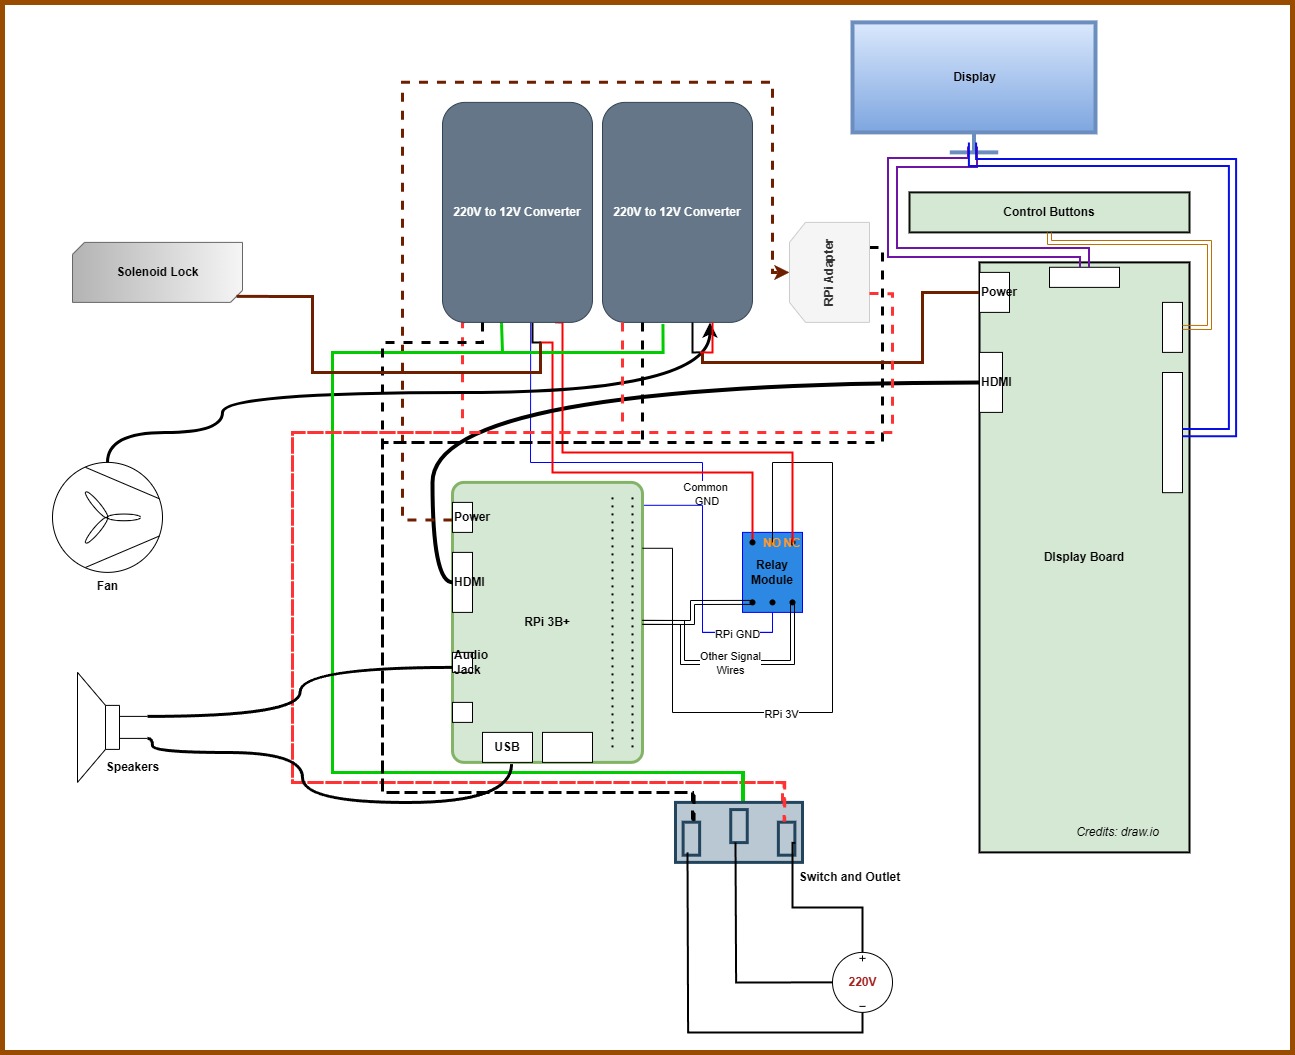 Display
220V to 12V Converter
220V to 12V Converter
Control Buttons
RPi Adapter
Solenoid Lock
Power
HDMI
Common
GND
Power
NO NC
Relay
Module
HDMI
DIsplay Board
Fan
RPi 3B+
RPi GND
Audio
Jack
Other Signal
Wires
RPi 3V
Speakers
USB
Credits: draw.io
Switch and Outlet
+
220V
−